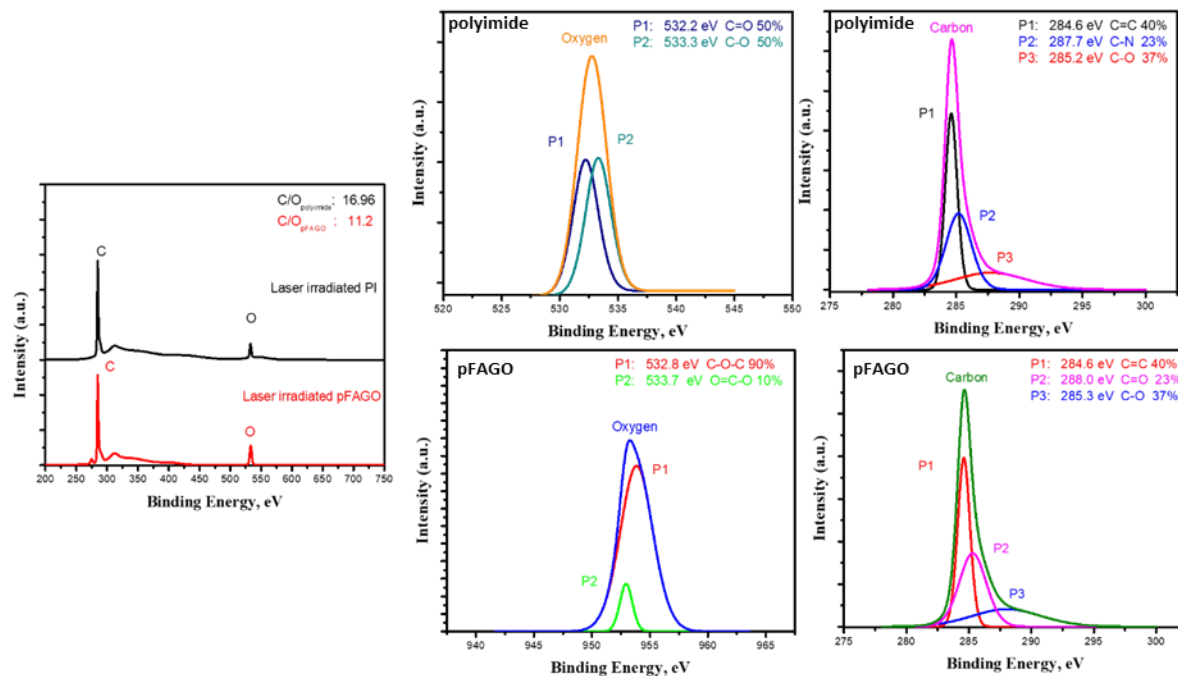 C/Opolyimide: 16.96
C/OpFAGO : 11.2
C
Laser irradiated PI
O
C
Laser irradiated pFAGO
O
200 250 300 350 400 450 500 550 600 650 700 750
Binding Energy, eV
Intensity (a.u.)
polyimide
P1: 532.2 eV C=O 50%
P2: 533.3 eV C-O 50%
Oxygen
P1
P2
520 525 530 535 540 545 550
Binding Energy, eV
Intensity (a.u.)
polyimide
P1: 284.6 eV C=C 40%
P2: 287.7 eV C-N 23%
P3: 285.2 eV C-O 37%
Carbon
P1
P2
P3
275 280 285 290 295 300
Binding Energy, eV
Intensity (a.u.)
pFAGO
P1: 532.8 eV C-O-C 90%
P2: 533.7 eV O=C-O 10%
Oxygen
P1
P2
940 945 950 955 960 965
Binding Energy, eV
Intensity (a.u.)
pFAGO
P1: 284.6 eV C=C 40%
P2: 288.0 eV C=O 23%
P3: 285.3 eV C-O 37%
Carbon
P1
P2
P3
275 280 285 290 295 300
Binding Energy, eV
Intensity (a.u.)